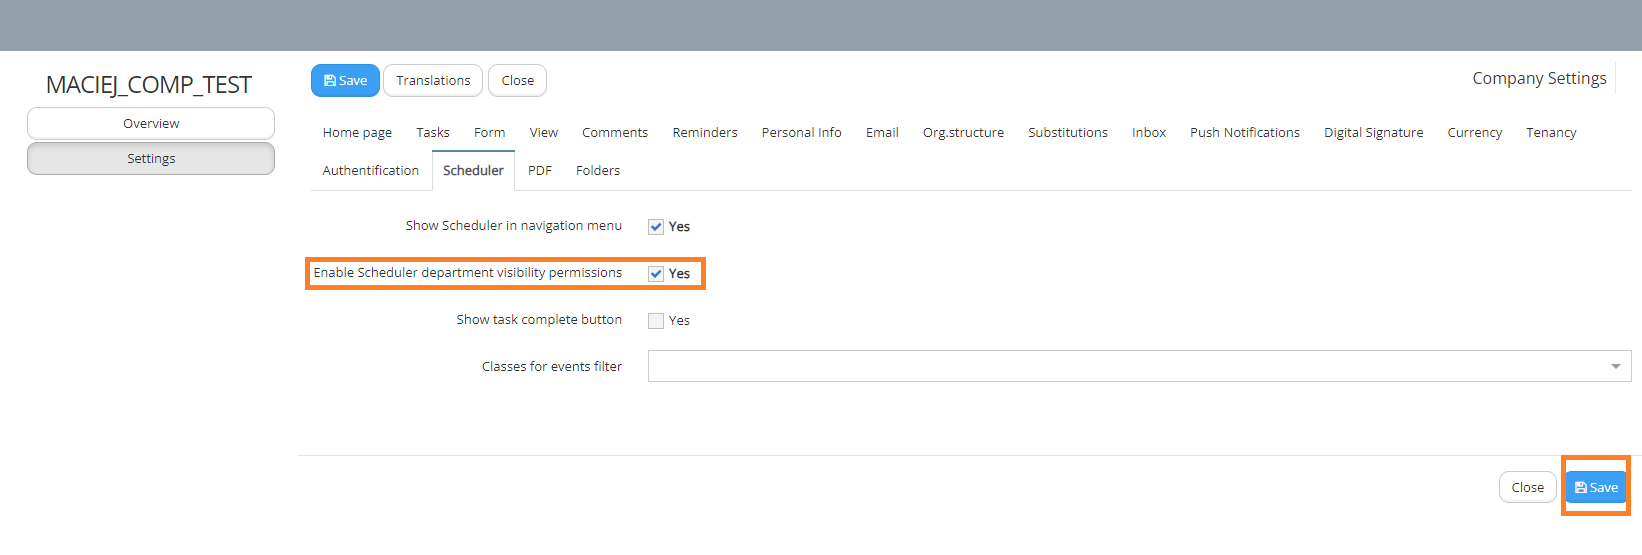 MACIEJ_COMP_TEST
Overview
Settings
Save Translations Close
Company Settings
Home page Tasks Form View Comments Reminders Personal Info Email Org.structure Substitutions Inbox Push Notifications Digital Signature Currency Tenancy
Authentification Scheduler PDF Folders
Show Scheduler in navigation menu Yes
Enable Scheduler department visibility permissions Yes
Show task complete button Yes
Classes for events filter
Close Save